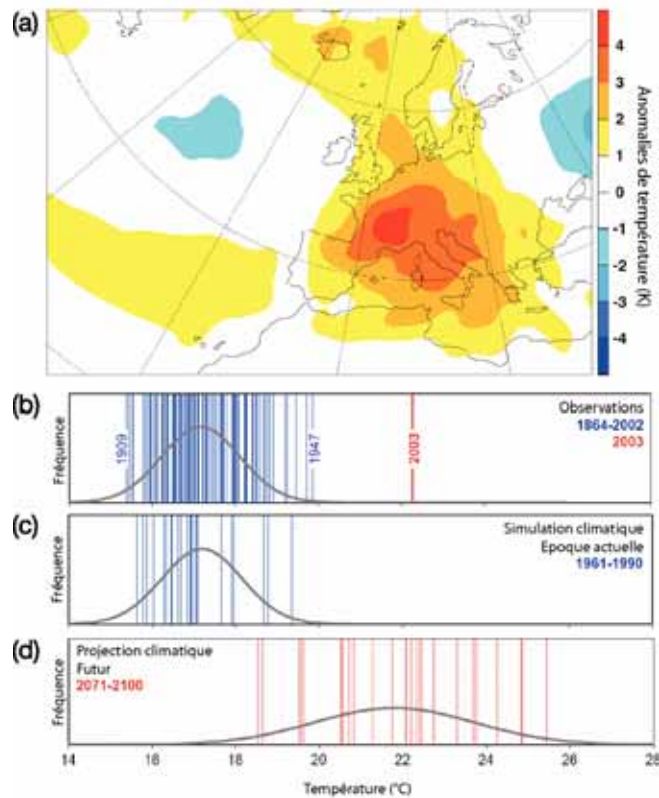 (a)
4
3
2
1
0
-1
-2
-3
-4
Anomalies de température (K)
(b)
Fréquence
1909
1947
2003
Observations
1864-2002
2003
(c)
Fréquence
Simulation climatique
Epoque actuelle
1961-1990
(d)
Fréquence
Projection climatique
Futur
2071-2100
14 16 18 20 22 24 26 28
Température (°C)